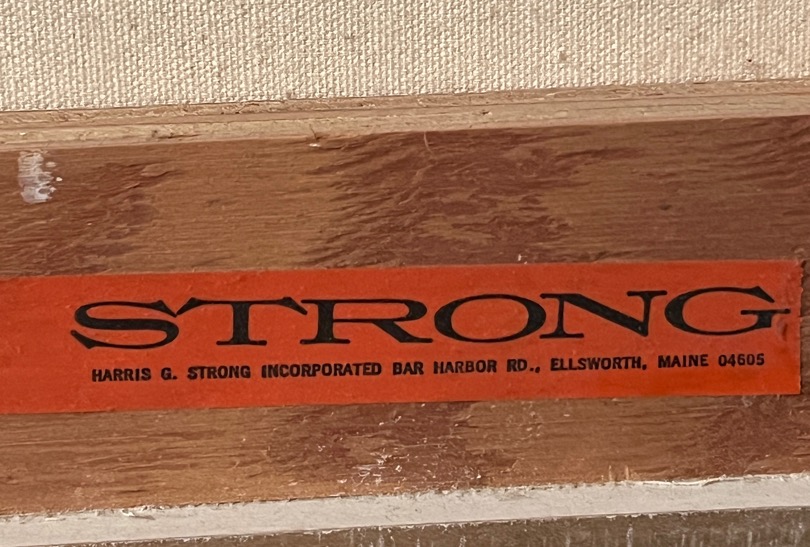 STRONG
HARRIS G. STRONG INCORPORATED BAR HARBOR RD., ELLSWORTH, MAINE 04605